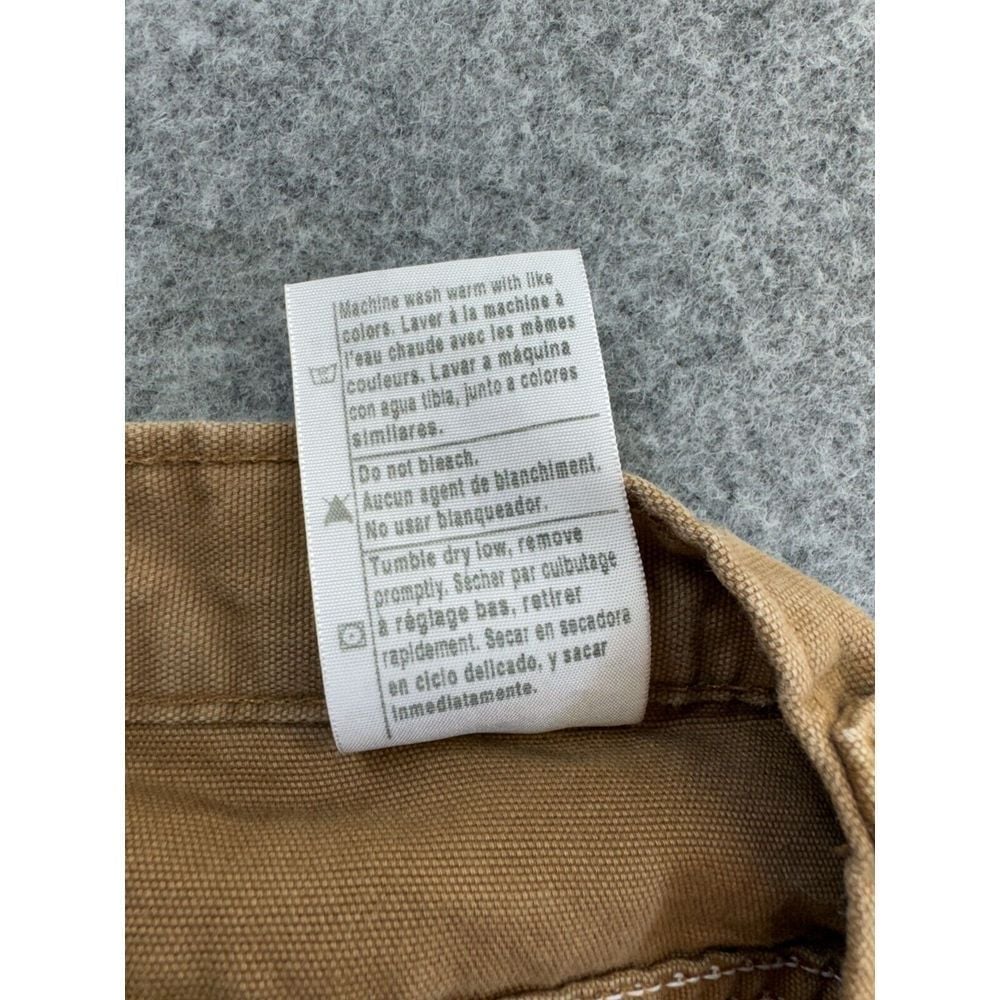 Machine wash warm with like
colors. Laver à la machine à
l'eau chaude avec les mêmes
couleurs. Lavar a máquina
con agua tibia, junto a colores
similares.
Do not bleach.
Aucun agent de blanchiment.
No usar blanqueador.
Tumble dry low, remove
promptly. Secher par culbutage
à réglage bas, retirer
rapidement. Secar en secadora
en ciclo delicado, y sacar
inmediatamente.